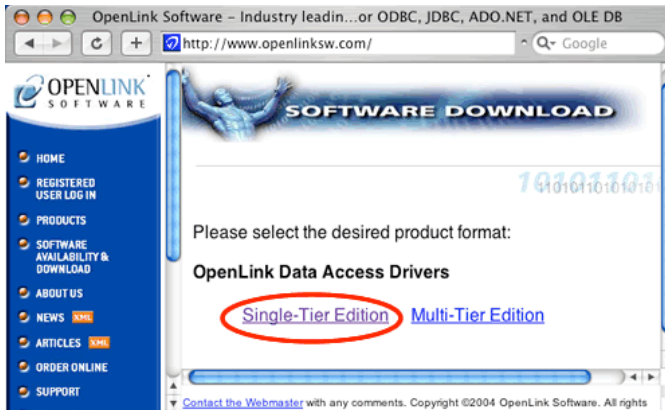 OpenLink Software – Industry leadin...or ODBC, JDBC, ADO.NET, and OLE DB
http://www.openlinksw.com/
Google
OPENLINK
SOFTWARE
HOME
REGISTERED
USER LOG IN
PRODUCTS
SOFTWARE
AVAILABILITY &
DOWNLOAD
ABOUT US
NEWS XML
ARTICLES XML
ORDER ONLINE
SUPPORT
SOFTWARE DOWNLOAD
Please select the desired product format:
OpenLink Data Access Drivers
Single-Tier Edition Multi-Tier Edition
Contact the Webmaster with any comments. Copyright ©2004 OpenLink Software. All rights